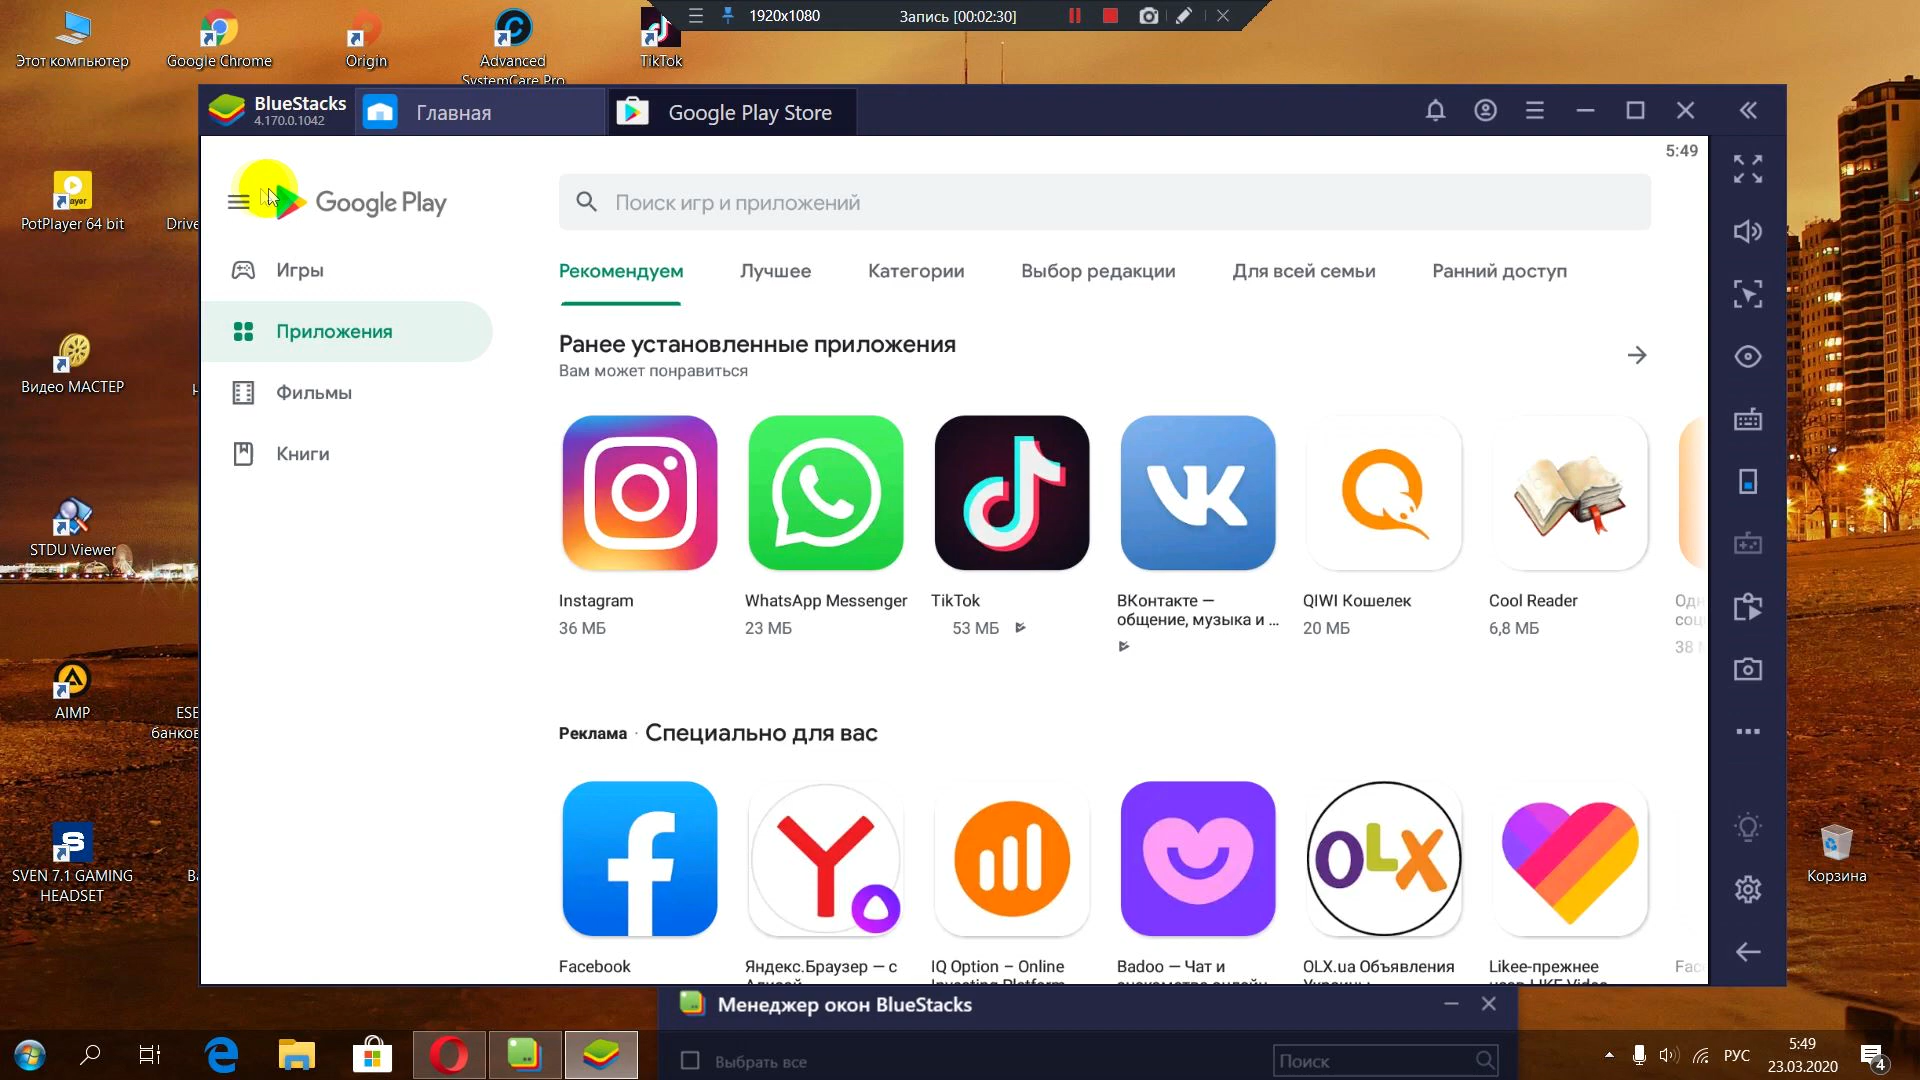 1920x1080
Запись [00:02:30]
Этот компьютер
Google Chrome
Origin
Advanced
SystemCare Pro
TikTok
BlueStacks
4.170.0.1042
Главная
Google Play Store
5:49
Google Play
Поиск игр и приложений
PotPlayer 64 bit
Игры
Приложения
Фильмы
Книги
Рекомендуем
Лучшее
Категории
Выбор редакции
Для всей семьи
Ранний доступ
Ранее установленные приложения
Вам может понравиться
Видео МАСТЕР
STDU Viewer
AIMP
SVEN 7.1 GAMING
HEADSET
Instagram
36 МБ
WhatsApp Messenger
23 МБ
TikTok
53 МБ
ВКонтакте —
общение, музыка и ...
QIWI Кошелек
20 МБ
Cool Reader
6,8 МБ
Реклама · Специально для вас
OLX
Facebook
Яндекс.Браузер — с
IQ Option – Online
Badoo — Чат и
OLX.ua Объявления
Likee-прежнее
Корзина
Менеджер окон BlueStacks
Выбрать все
Поиск
РУС
5:49
23.03.2020
4